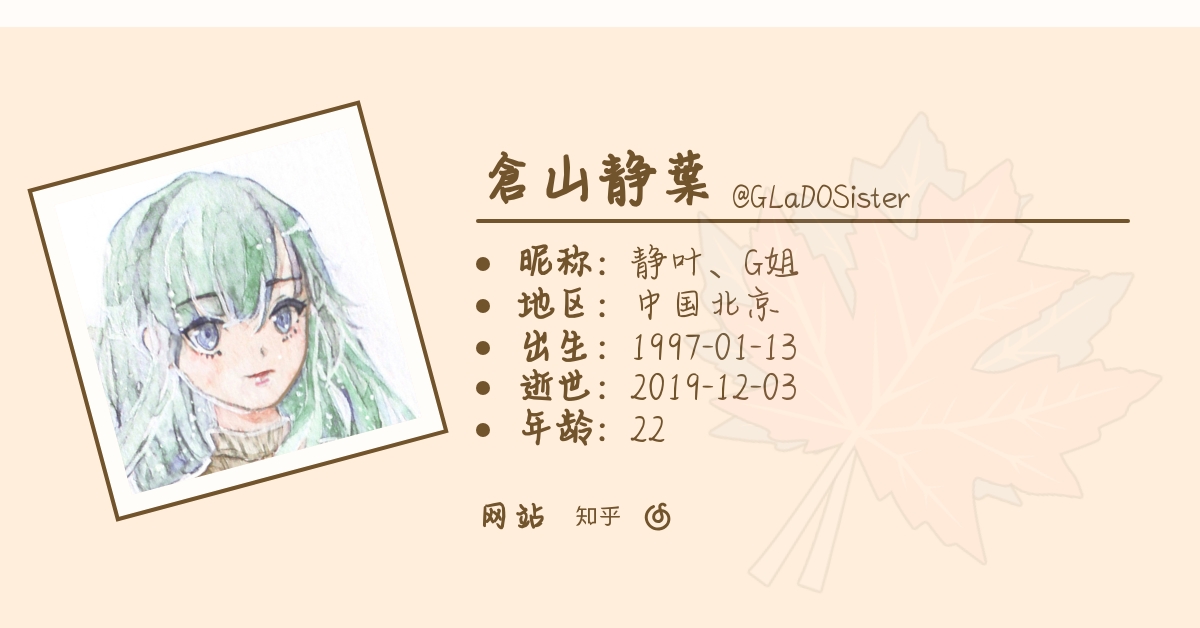 倉山静葉 @GLaDOSister
• 昵称：静叶、G姐
• 地区：中国北京
• 出生：1997-01-13
• 逝世：2019-12-03
• 年龄：22
网站 知乎